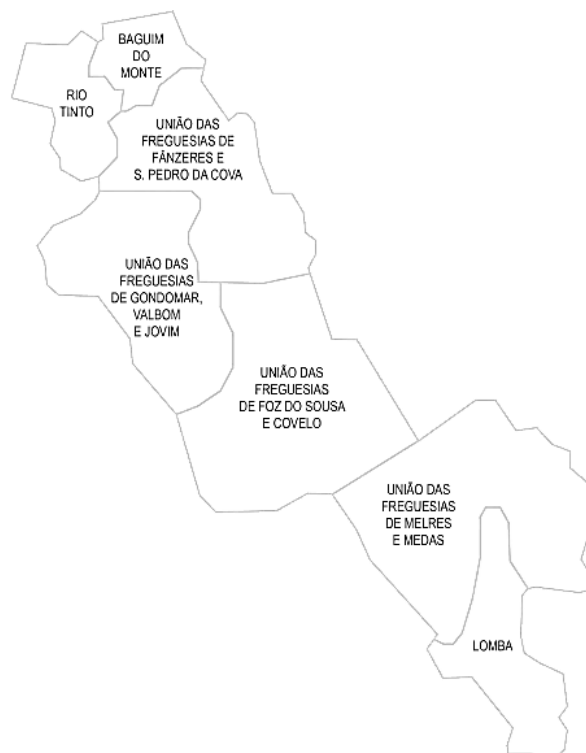 BAGUIM
DO
MONTE
RIO
TINTO
UNIÃO DAS
FREGUESIAS DE
FÂNZERES E
S. PEDRO DA COVA
UNIÃO DAS
FREGUESIAS
DE GONDOMAR,
VALBOM
E JOVIM
UNIÃO DAS
FREGUESIAS
DE FOZ DO SOUSA
E COVELO
UNIÃO DAS
FREGUESIAS
DE MELRES
E MEDAS
LOMBA